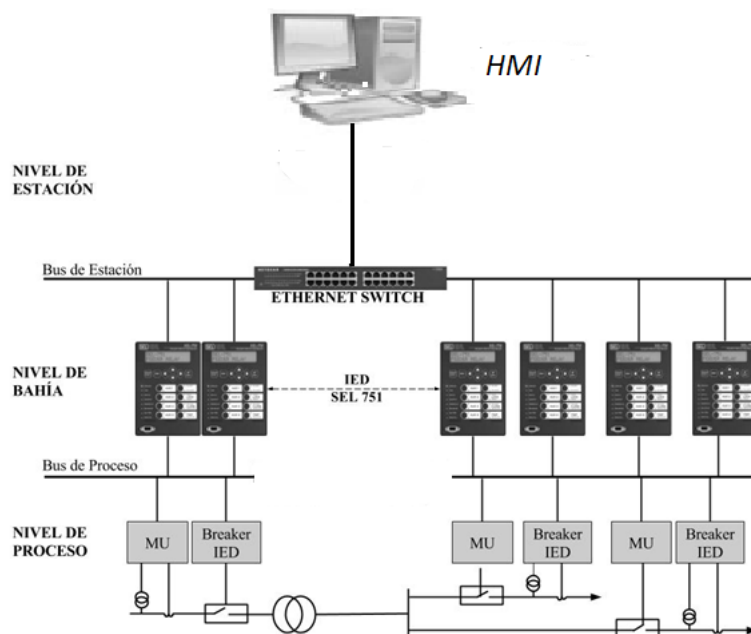 HMI
NIVEL DE
ESTACIÓN
Bus de Estación
NETGEAR
ETHERNET SWITCH
NIVEL DE
BAHÍA
IED
SEL 751
Bus de Proceso
NIVEL DE
PROCESO
MU
Breaker
IED
MU
Breaker
IED
MU
Breaker
IED